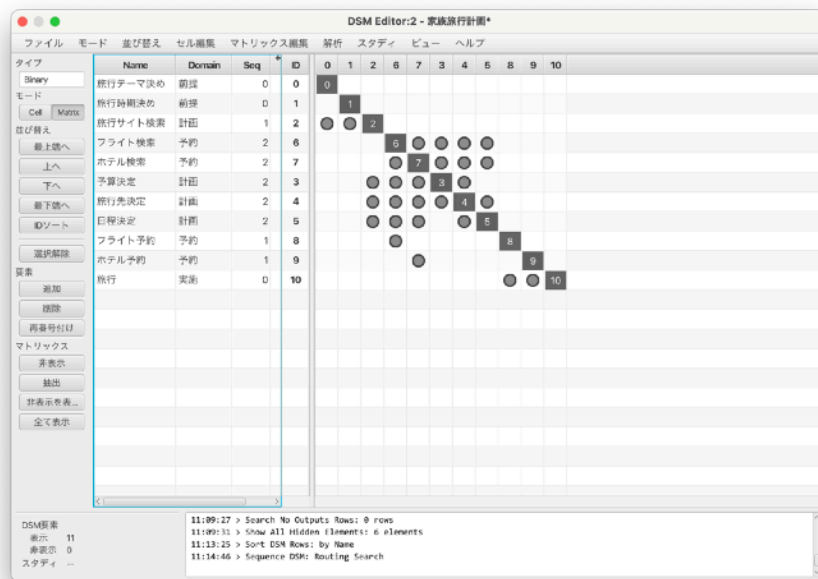 DSM Editor:2 - 家族旅行計画*
ファイル モード 並び替え セル編集 マトリックス編集 解析 スタディ ビュー ヘルプ
タイプ
Binary
モード
Cell Matrix
並び替え
最上端へ
上へ
下へ
最下端へ
IDソート
選択解除
要素
追加
削除
再番号付け
マトリックス
非表示
抽出
非表示を表...
全て表示
Name Domain Seq ID 0 1 2 6 7 3 4 5 8 9 10
旅行テーマ決め 前提 0 0 0
旅行時期決め 前提 0 1 1
旅行サイト検索 計画 1 2 2
フライト検索 予約 2 6 6
ホテル検索 予約 2 7 7
予算決定 計画 2 3 3
旅行先決定 計画 2 4 4
日程決定 計画 2 5 5
フライト予約 予約 1 8 8
ホテル予約 予約 1 9 9
旅行 実施 0 10 10
DSM要素
表示 11
非表示 0
スタディ --
11:09:27 > Search No Outputs Rows: 0 rows
11:09:31 > Show All Hidden Elements: 6 elements
11:13:25 > Sort DSM Rows: by Name
11:14:46 > Sequence DSM: Routing Search